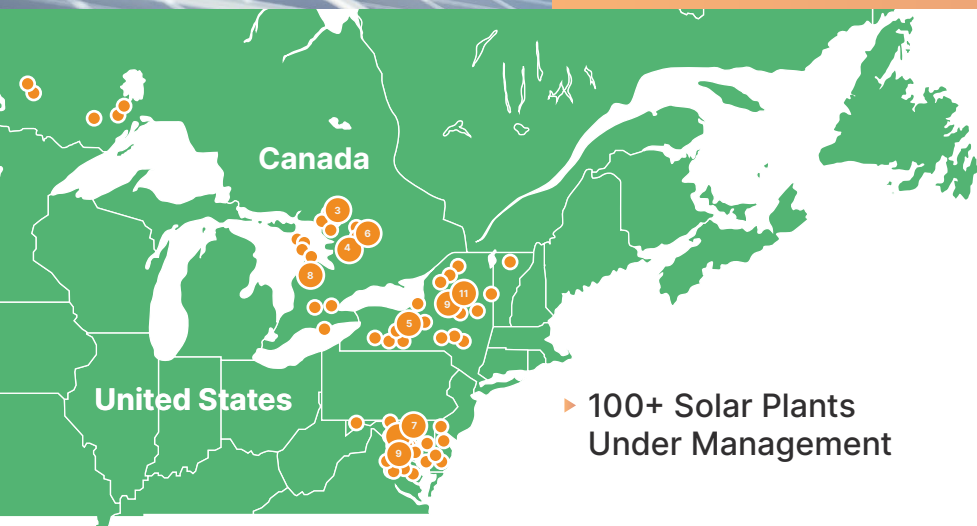 Canada
3
6
4
8
11
9
5
United States
100+ Solar Plants
Under Management
7
9